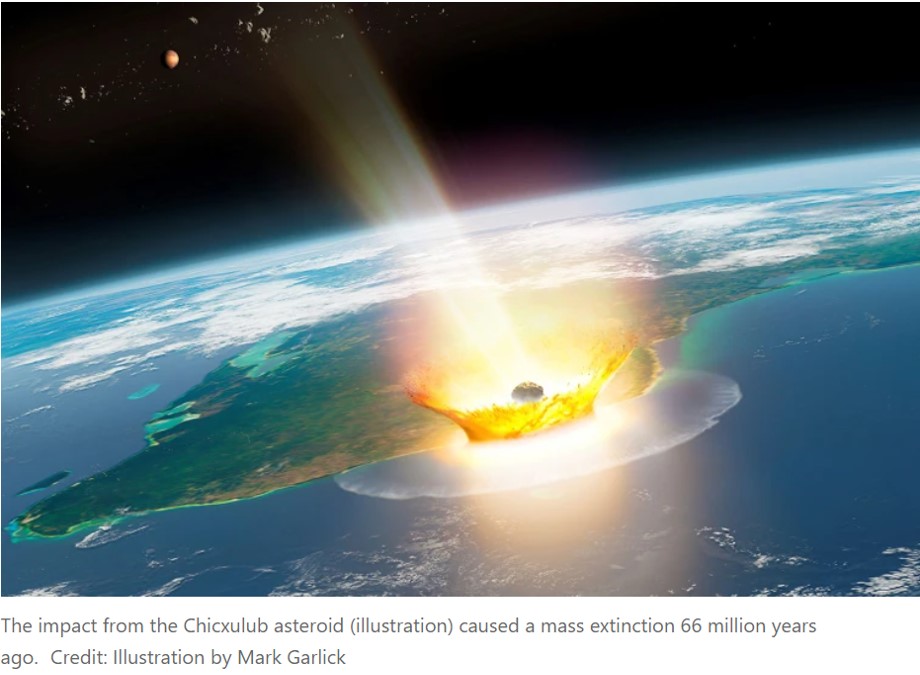 The impact from the Chicxulub asteroid (illustration) caused a mass extinction 66 million years
ago.  Credit: Illustration by Mark Garlick